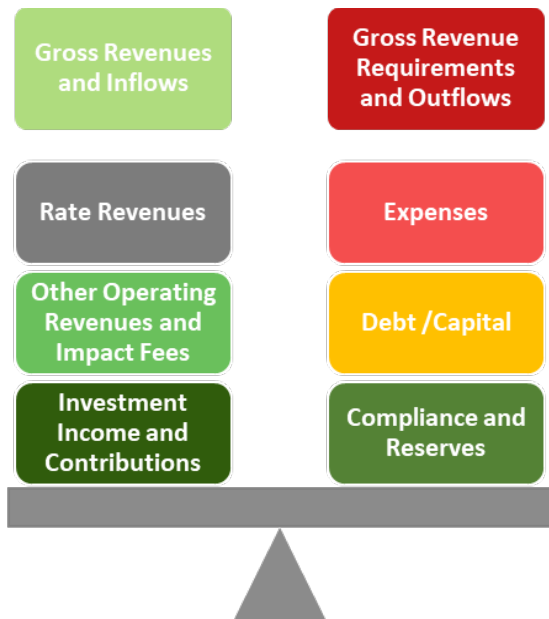 Gross Revenues
and Inflows
Gross Revenue
Requirements
and Outflows
Rate Revenues
Expenses
Other Operating
Revenues and
Impact Fees
Debt /Capital
Investment
Income and
Contributions
Compliance and
Reserves